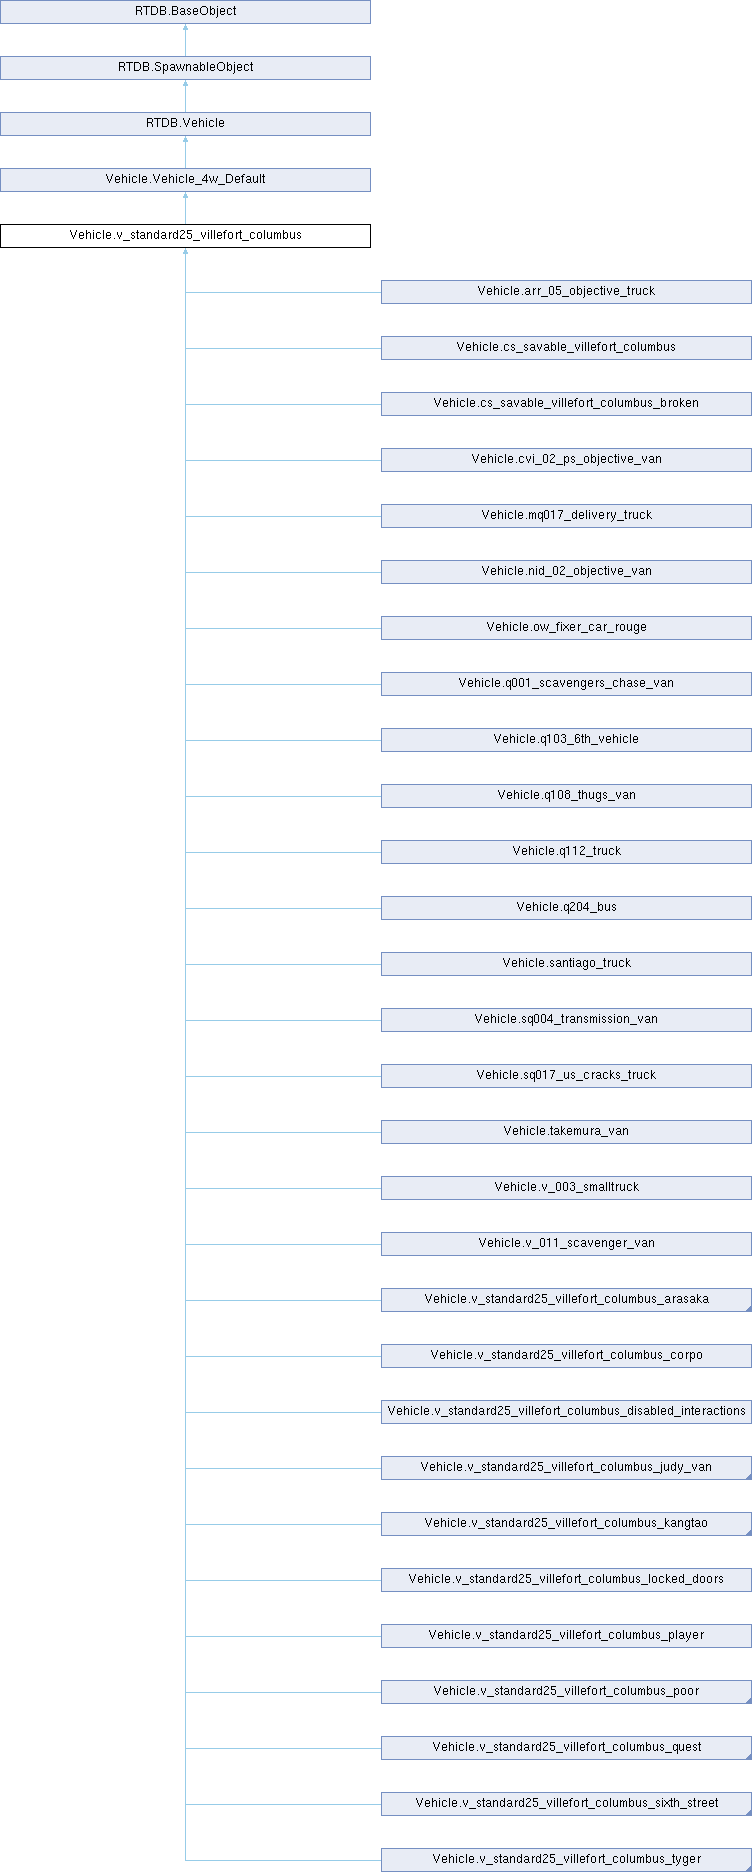 RTDB.BaseObject
RTDB.SpawnableObject
RTDB.Vehicle
Vehicle.Vehicle_4w_Default
Vehicle.v_standard25_villefort_columbus
Vehicle.arr_05_objective_truck
Vehicle.cs_savable_villefort_columbus
Vehicle.cs_savable_villefort_columbus_broken
Vehicle.cvi_02_ps_objective_van
Vehicle.mq017_delivery_truck
Vehicle.nid_02_objective_van
Vehicle.ow_fixer_car_rouge
Vehicle.q001_scavengers_chase_van
Vehicle.q103_6th_vehicle
Vehicle.q108_thugs_van
Vehicle.q112_truck
Vehicle.q204_bus
Vehicle.santiago_truck
Vehicle.sq004_transmission_van
Vehicle.sq017_us_cracks_truck
Vehicle.takemura_van
Vehicle.v_003_smalltruck
Vehicle.v_011_scavenger_van
Vehicle.v_standard25_villefort_columbus_arasaka
Vehicle.v_standard25_villefort_columbus_corpo
Vehicle.v_standard25_villefort_columbus_disabled_interactions
Vehicle.v_standard25_villefort_columbus_judy_van
Vehicle.v_standard25_villefort_columbus_kangtao
Vehicle.v_standard25_villefort_columbus_locked_doors
Vehicle.v_standard25_villefort_columbus_player
Vehicle.v_standard25_villefort_columbus_poor
Vehicle.v_standard25_villefort_columbus_quest
Vehicle.v_standard25_villefort_columbus_sixth_street
Vehicle.v_standard25_villefort_columbus_tyger